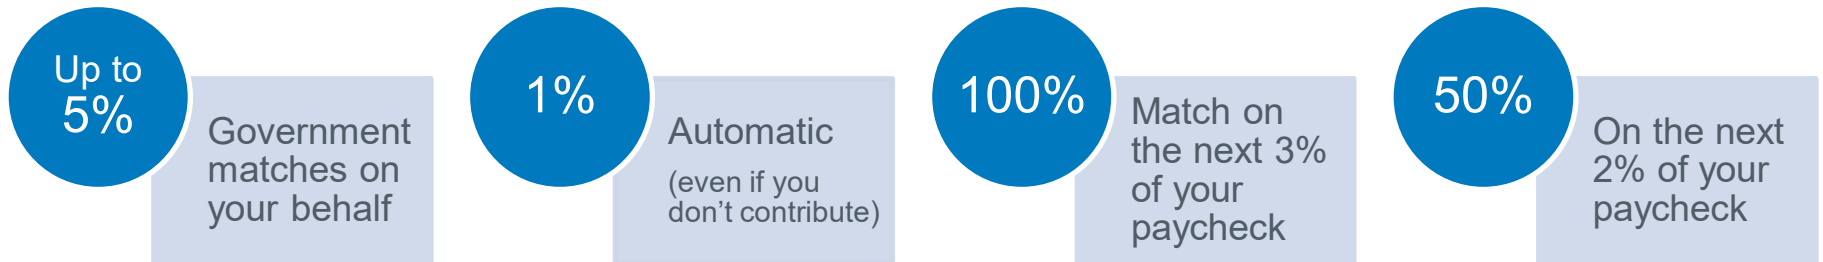 Up to
5%
Government
matches on
your behalf
1%
Automatic
(even if you
don’t contribute)
100%
Match on
the next 3%
of your
paycheck
50%
On the next
2% of your
paycheck